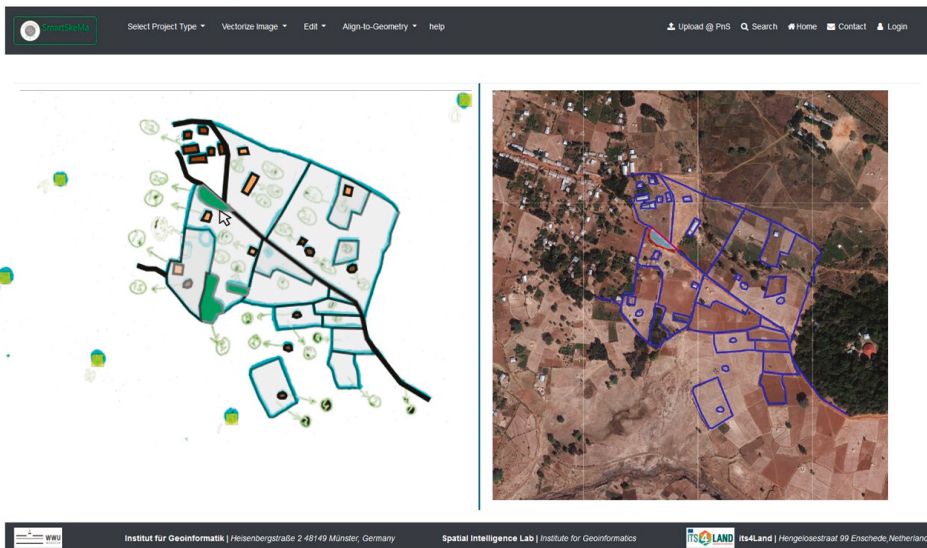 SmartSkeMa
Select Project Type
Vectorize Image
Edit
Align-to-Geometry
help
Upload @ PnS
Search
Home
Contact
Login
WWU
Institut für Geoinformatik | Heisenbergstraße 2 48149 Münster, Germany
Spatial Intelligence Lab | Institute for Geoinformatics
ITS4LAND
its4Land | Hengelosestraat 99 Enschede,Netherland